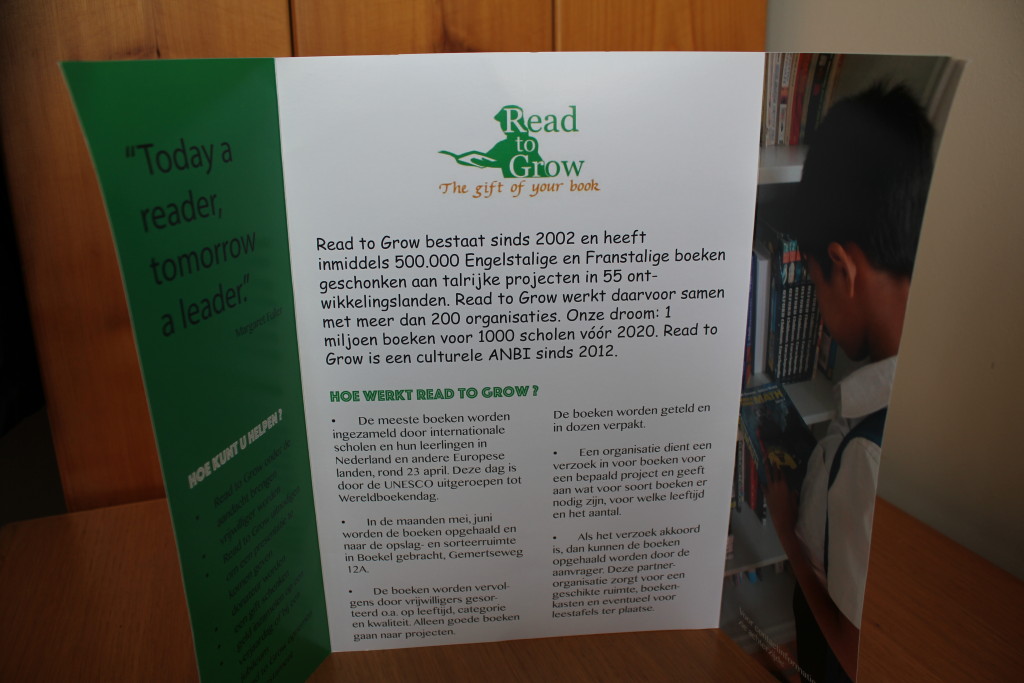 “Today a
reader,
tomorrow
a leader.”
HOE KUNT U HELPEN ?
Read
to
Grow
The gift of your book
Read to Grow bestaat sinds 2002 en heeft
inmiddels 500.000 Engelstalige en Franstalige boeken
geschonken aan talrijke projecten in 55 ont-
wikkelingslanden. Read to Grow werkt daarvoor samen
met meer dan 200 organisaties. Onze droom: 1
miljoen boeken voor 1000 scholen vóór 2020. Read to
Grow is een culturele ANBI sinds 2012.
HOE WERKT READ TO GROW ?
• De meeste boeken worden
ingezameld door internationale
scholen en hun leerlingen in
Nederland en andere Europese
landen, rond 23 april. Deze dag is
door de UNESCO uitgeroepen tot
Wereldboekendag.
• In de maanden mei, juni
worden de boeken opgehaald en
naar de opslag- en sorteerruimte
in Boekel gebracht, Gemertseweg
12A.
• De boeken worden vervol-
gens door vrijwilligers gesor-
teerd o.a. op leeftijd, categorie
en kwaliteit. Alleen goede boeken
gaan naar projecten.
De boeken worden geteld en
in dozen verpakt.
• Een organisatie dient een
verzoek in voor boeken voor
een bepaald project en geeft
aan wat voor soort boeken er
nodig zijn, voor welke leeftijd
en het aantal.
• Als het verzoek akkoord
is, dan kunnen de boeken
opgehaald worden door de
aanvrager. Deze partner-
organisatie zorgt voor een
geschikte ruimte, boeken-
kasten en eventueel voor
leestafels ter plaatse.